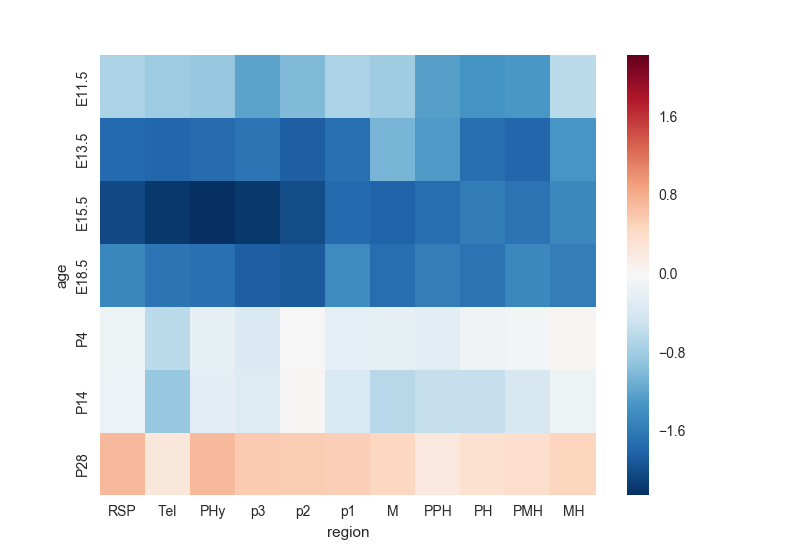 E11.5
E13.5
E15.5
E18.5
P4
P14
P28
age
RSP Tel PHy p3 p2 p1 M PPH PH PMH MH
region
1.6
0.8
0.0
−0.8
−1.6